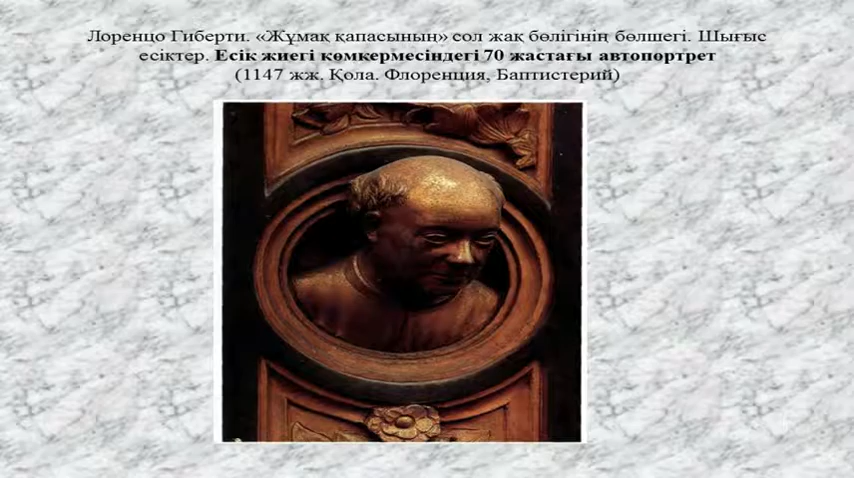 Лоренцо Гиберти. «Жұмақ қапасының» сол жақ бөлігінің бөлшегі. Шығыс
есіктер. Есік жиегі көмкермесіндегі 70 жастағы автопортрет
(1147 жж. Қола. Флоренция, Баптистерий)